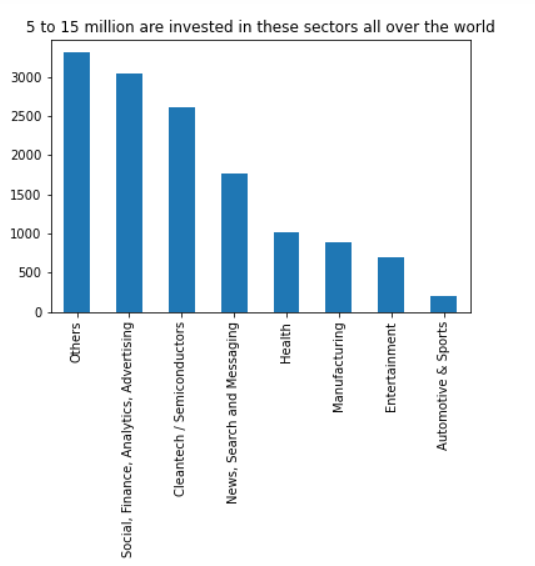 5 to 15 million are invested in these sectors all over the world
3000
2500
2000
1500
1000
500
0
Others
Social, Finance, Analytics, Advertising
Cleantech / Semiconductors
News, Search and Messaging
Health
Manufacturing
Entertainment
Automotive & Sports